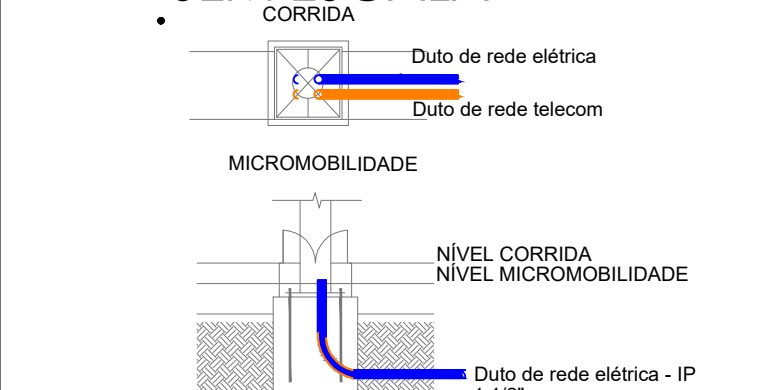 CORRIDA
Duto de rede elétrica
Duto de rede telecom
MICROMOBILIDADE
NÍVEL CORRIDA
NÍVEL MICROMOBILIDADE
Duto de rede elétrica - IP